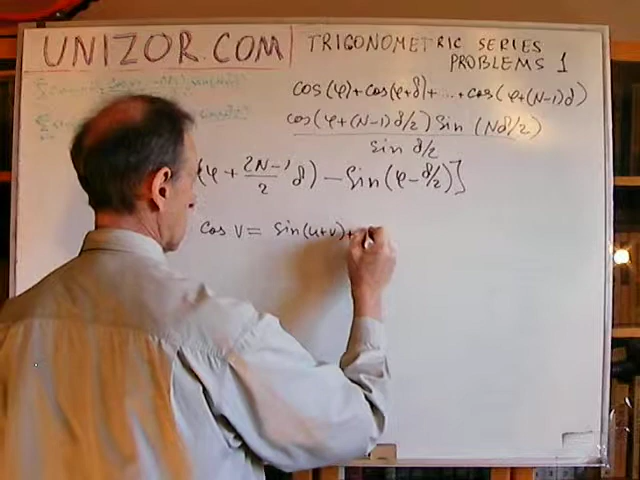 UNIZOR.COM
TRIGONOMETRIC SERIES
PROBLEMS 1
cos(φ)+cos(φ+δ)+...+cos(φ+(N-1)δ)
cos(φ+(N-1)δ/2)sin(Nδ/2)
sin δ/2
(φ+(2N-1)/2 δ) - sin(φ-δ/2)]
cos v = sin(u+v)+